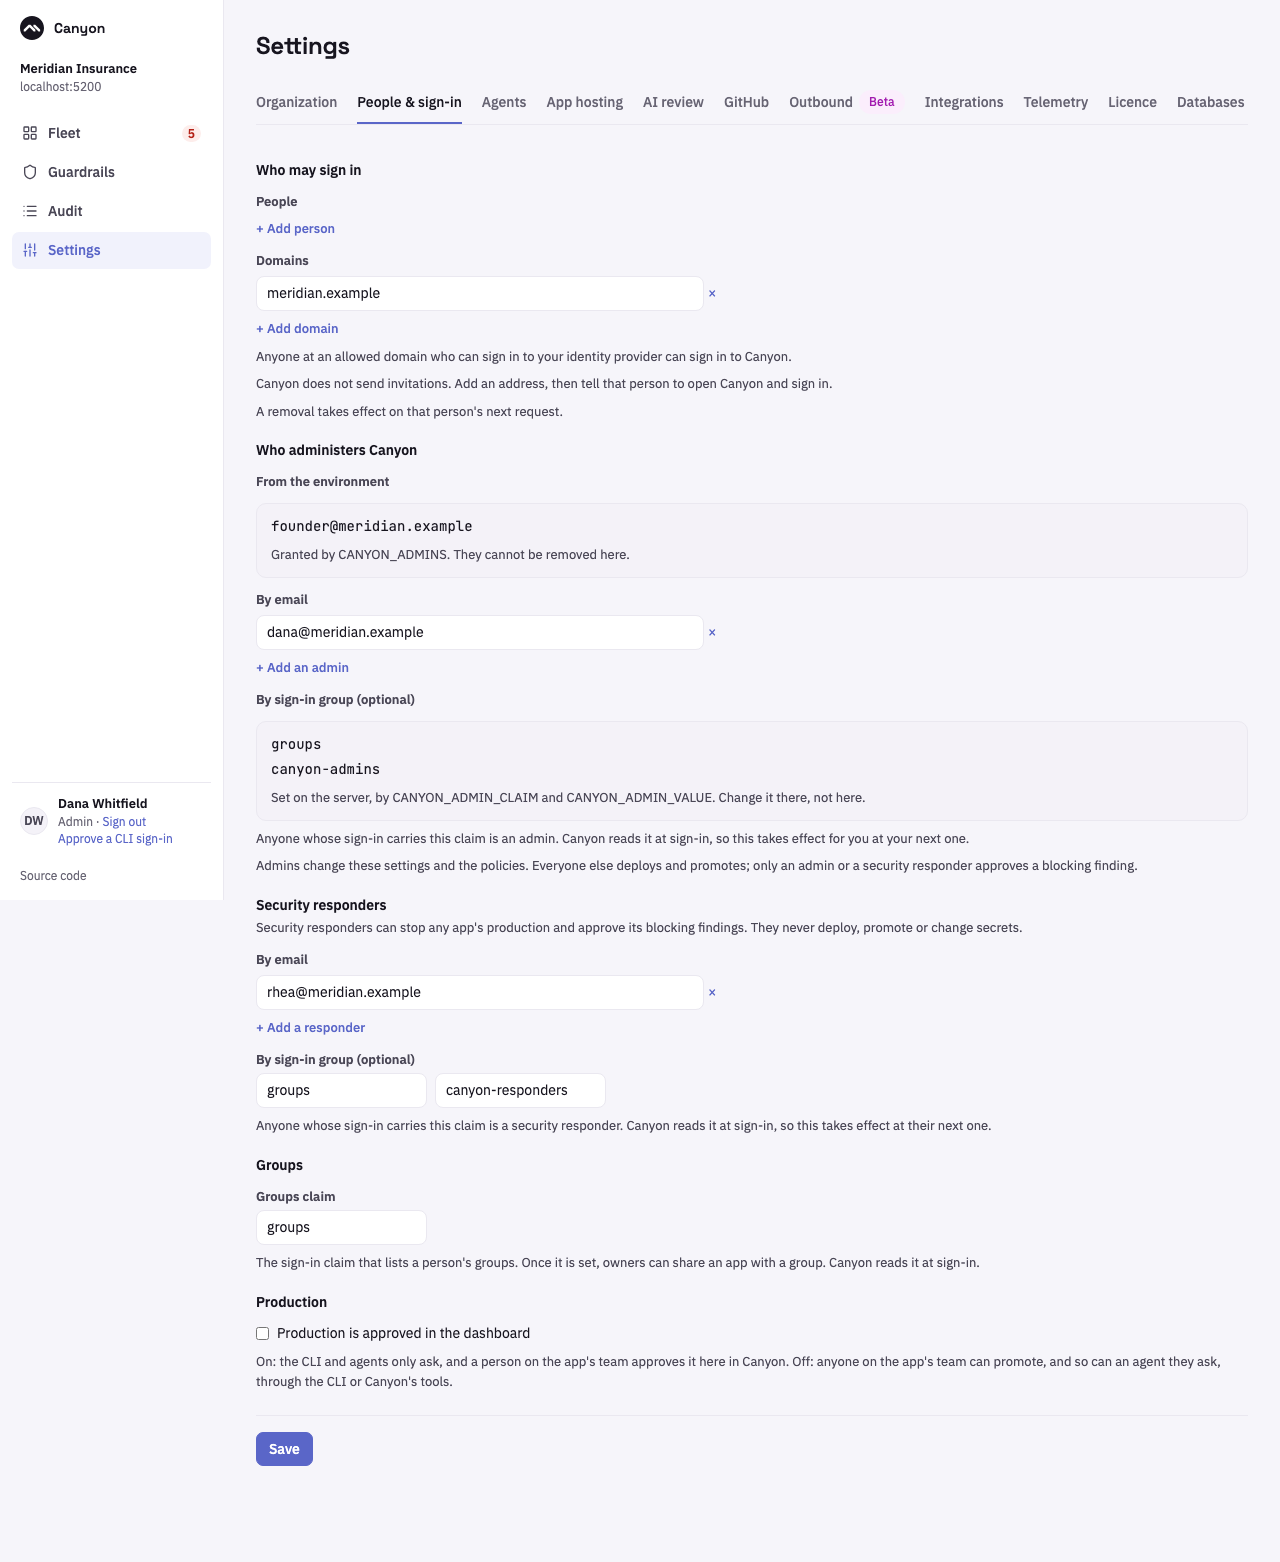 Canyon
Meridian Insurance
localhost:5200
Fleet 5
Guardrails
Audit
Settings
Dana Whitfield
DW
Admin · Sign out
Approve a CLI sign-in
Source code
Settings
Organization People & sign-in Agents App hosting AI review GitHub Outbound Beta Integrations Telemetry Licence Databases
Who may sign in
People
+ Add person
Domains
meridian.example ×
+ Add domain
Anyone at an allowed domain who can sign in to your identity provider can sign in to Canyon.
Canyon does not send invitations. Add an address, then tell that person to open Canyon and sign in.
A removal takes effect on that person's next request.
Who administers Canyon
From the environment
founder@meridian.example
Granted by CANYON_ADMINS. They cannot be removed here.
By email
dana@meridian.example ×
+ Add an admin
By sign-in group (optional)
groups
canyon-admins
Set on the server, by CANYON_ADMIN_CLAIM and CANYON_ADMIN_VALUE. Change it there, not here.
Anyone whose sign-in carries this claim is an admin. Canyon reads it at sign-in, so this takes effect for you at your next one.
Admins change these settings and the policies. Everyone else deploys and promotes; only an admin or a security responder approves a blocking finding.
Security responders
Security responders can stop any app's production and approve its blocking findings. They never deploy, promote or change secrets.
By email
rhea@meridian.example ×
+ Add a responder
By sign-in group (optional)
groups canyon-responders
Anyone whose sign-in carries this claim is a security responder. Canyon reads it at sign-in, so this takes effect at their next one.
Groups
Groups claim
groups
The sign-in claim that lists a person's groups. Once it is set, owners can share an app with a group. Canyon reads it at sign-in.
Production
Production is approved in the dashboard
On: the CLI and agents only ask, and a person on the app's team approves it here in Canyon. Off: anyone on the app's team can promote, and so can an agent they ask,
through the CLI or Canyon's tools.
Save